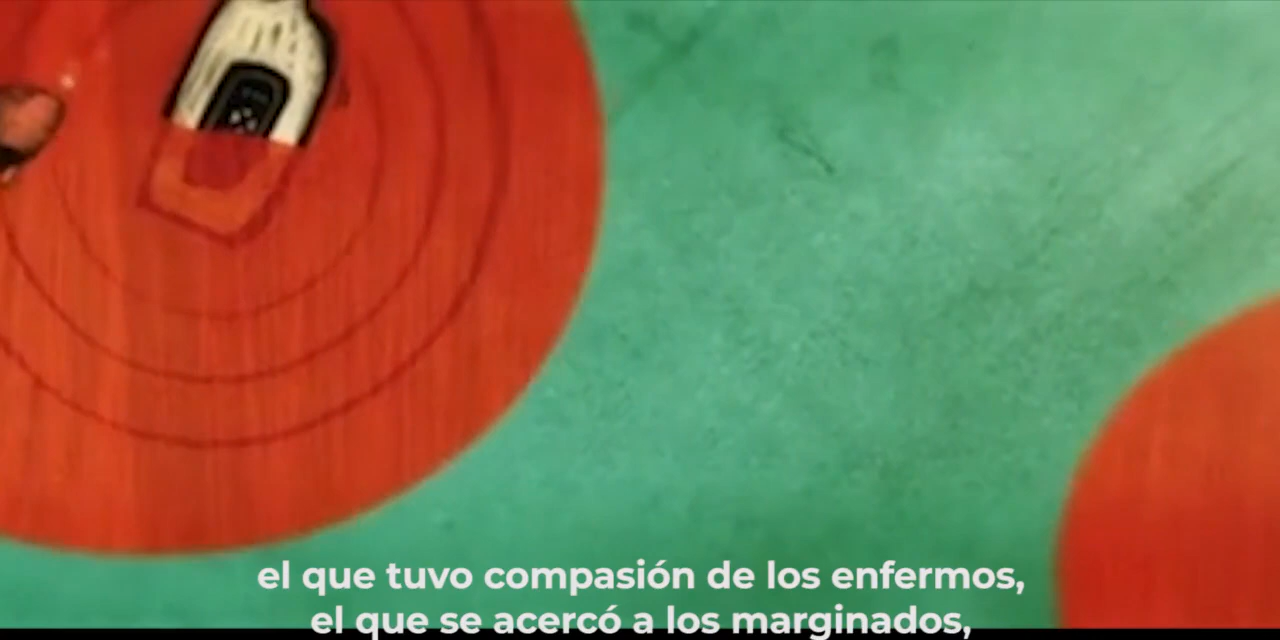 el que tuvo compasión de los enfermos,
el que se acercó a los marginados,